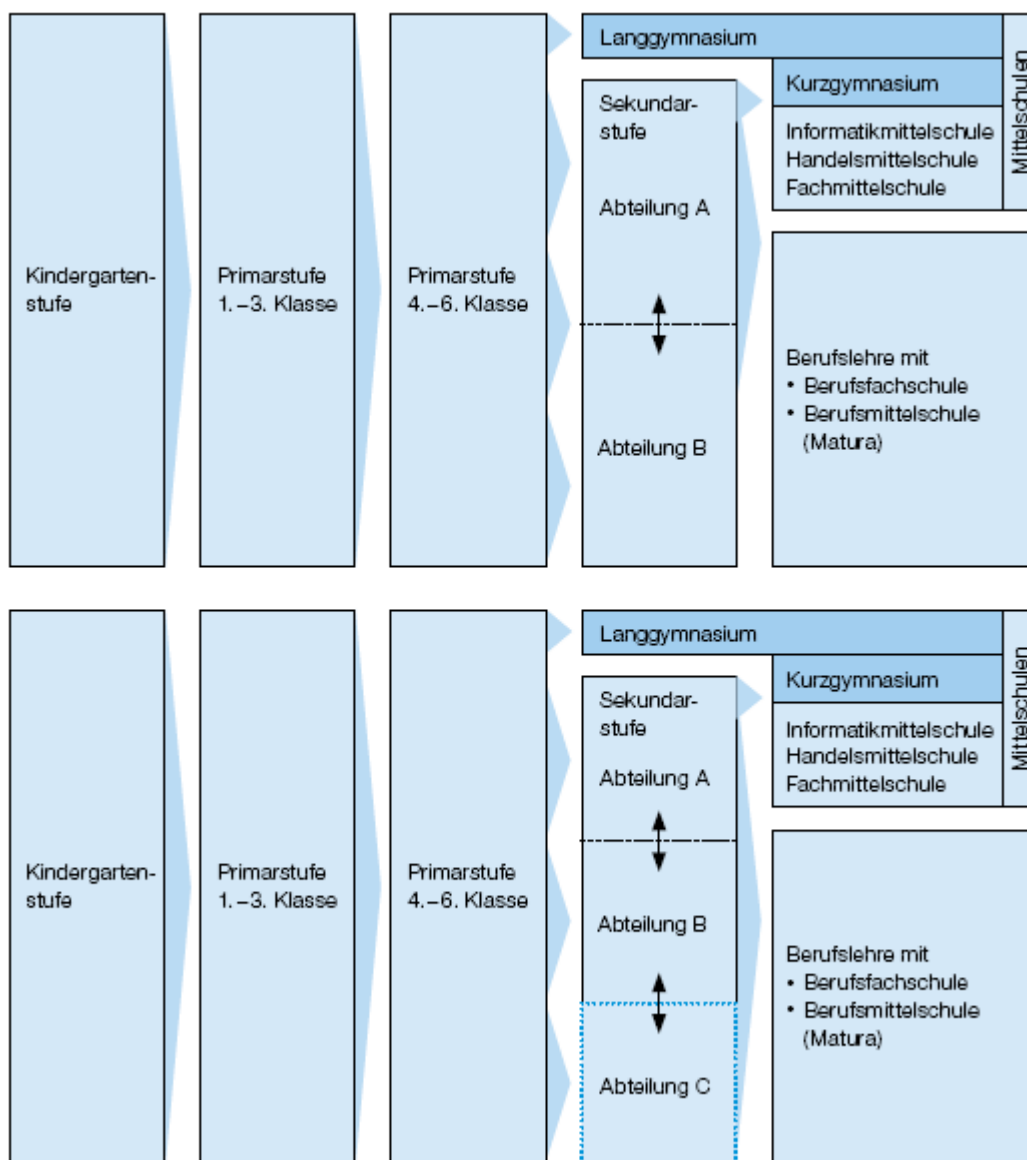 Kindergarten-
stufe
Primarstufe
1.–3. Klasse
Primarstufe
4.–6. Klasse
Langgymnasium
Sekundar-
stufe
Abteilung A
Abteilung B
Kurzgymnasium
Informatikmittelschule
Handelsmittelschule
Fachmittelschule
Mittelschulen
Berufslehre mit
• Berufsfachschule
• Berufsmittelschule
(Matura)
Kindergarten-
stufe
Primarstufe
1.–3. Klasse
Primarstufe
4.–6. Klasse
Langgymnasium
Sekundar-
stufe
Abteilung A
Abteilung B
Abteilung C
Kurzgymnasium
Informatikmittelschule
Handelsmittelschule
Fachmittelschule
Mittelschulen
Berufslehre mit
• Berufsfachschule
• Berufsmittelschule
(Matura)